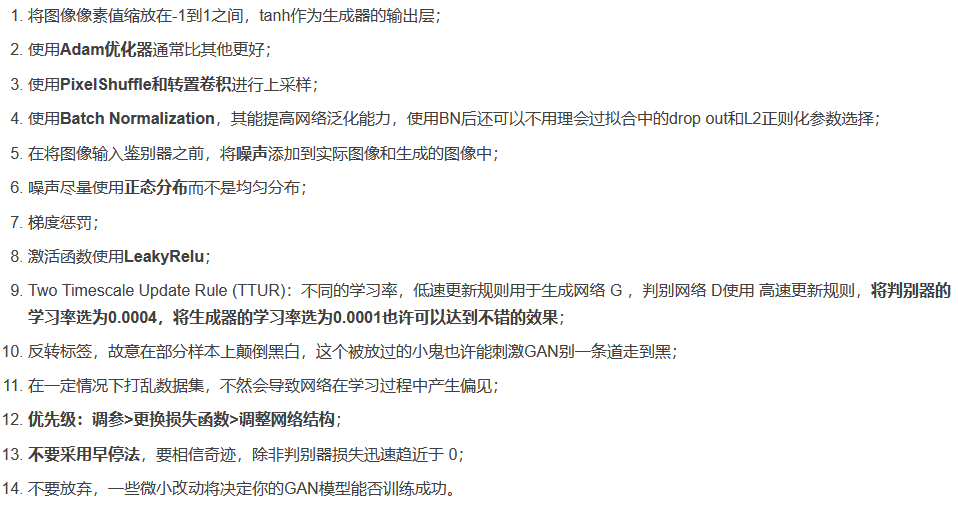 1. 将图像像素值缩放在-1到1之间，tanh作为生成器的输出层；
2. 使用Adam优化器通常比其他更好；
3. 使用PixelShuffle和转置卷积进行上采样；
4. 使用Batch Normalization，其能提高网络泛化能力，使用BN后还可以不用理会过拟合中的drop out和L2正则化参数选择；
5. 在将图像输入鉴别器之前，将噪声添加到实际图像和生成的图像中；
6. 噪声尽量使用正态分布而不是均匀分布；
7. 梯度惩罚；
8. 激活函数使用LeakyRelu；
9. Two Timescale Update Rule (TTUR)：不同的学习率，低速更新规则用于生成网络 G ，判别网络 D使用 高速更新规则，将判别器的
学习率选为0.0004，将生成器的学习率选为0.0001也许可以达到不错的效果；
10. 反转标签，故意在部分样本上颠倒黑白，这个被放过的小鬼也许能刺激GAN别一条道走到黑；
11. 在一定情况下打乱数据集，不然会导致网络在学习过程中产生偏见；
12. 优先级：调参>更换损失函数>调整网络结构；
13. 不要采用早停法，要相信奇迹，除非判别器损失迅速趋近于 0；
14. 不要放弃，一些微小改动将决定你的GAN模型能否训练成功。